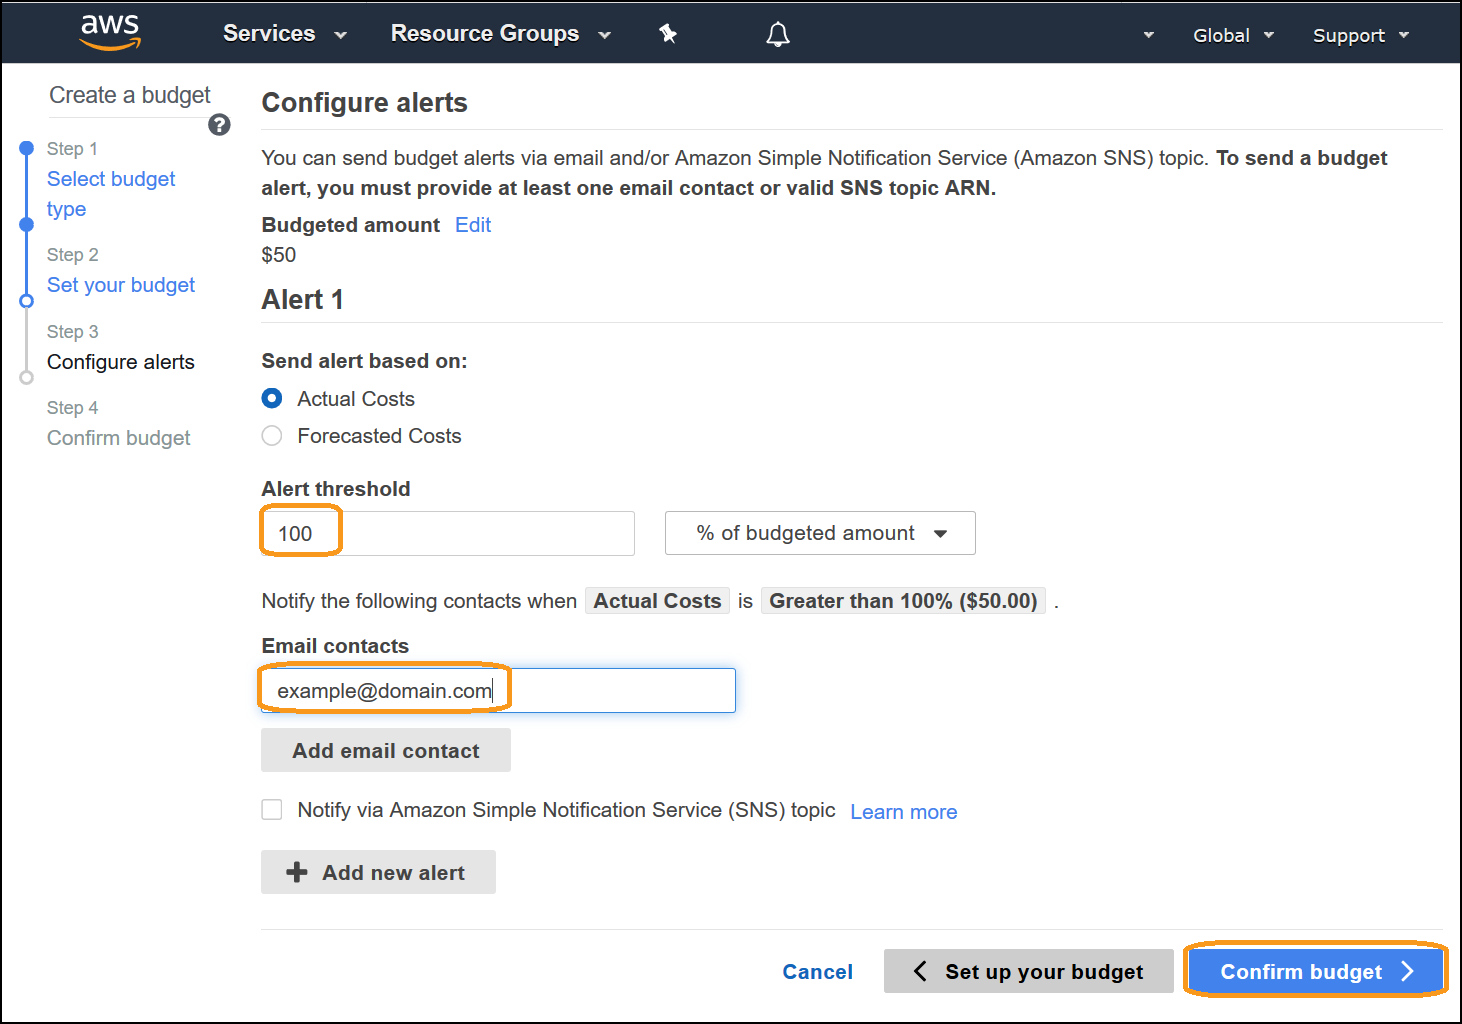 aws Services Resource Groups Global Support
Create a budget
?
Step 1
Select budget
type
Step 2
Set your budget
Step 3
Configure alerts
Step 4
Confirm budget
Configure alerts
You can send budget alerts via email and/or Amazon Simple Notification Service (Amazon SNS) topic. To send a budget
alert, you must provide at least one email contact or valid SNS topic ARN.
Budgeted amount Edit
$50
Alert 1
Send alert based on:
Actual Costs
Forecasted Costs
Alert threshold
100 % of budgeted amount
Notify the following contacts when Actual Costs is Greater than 100% ($50.00) .
Email contacts
example@domain.com
Add email contact
Notify via Amazon Simple Notification Service (SNS) topic Learn more
Add new alert
Cancel Set up your budget Confirm budget